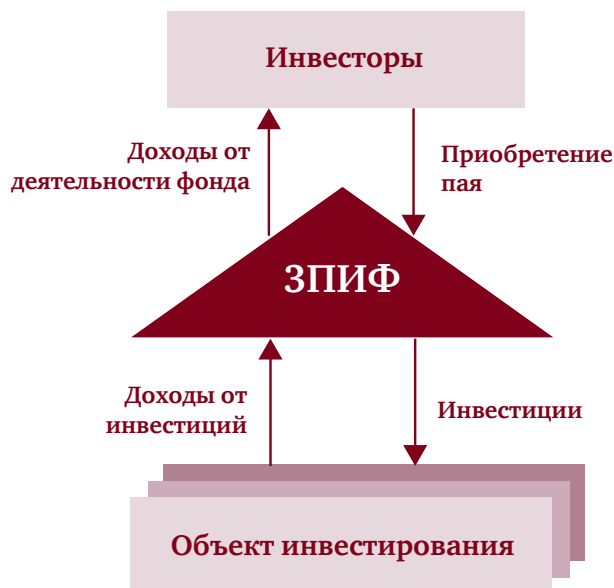 Инвесторы
Доходы от
деятельности фонда
Приобретение
пая
ЗПИФ
Доходы от
инвестиций
Инвестиции
Объект инвестирования